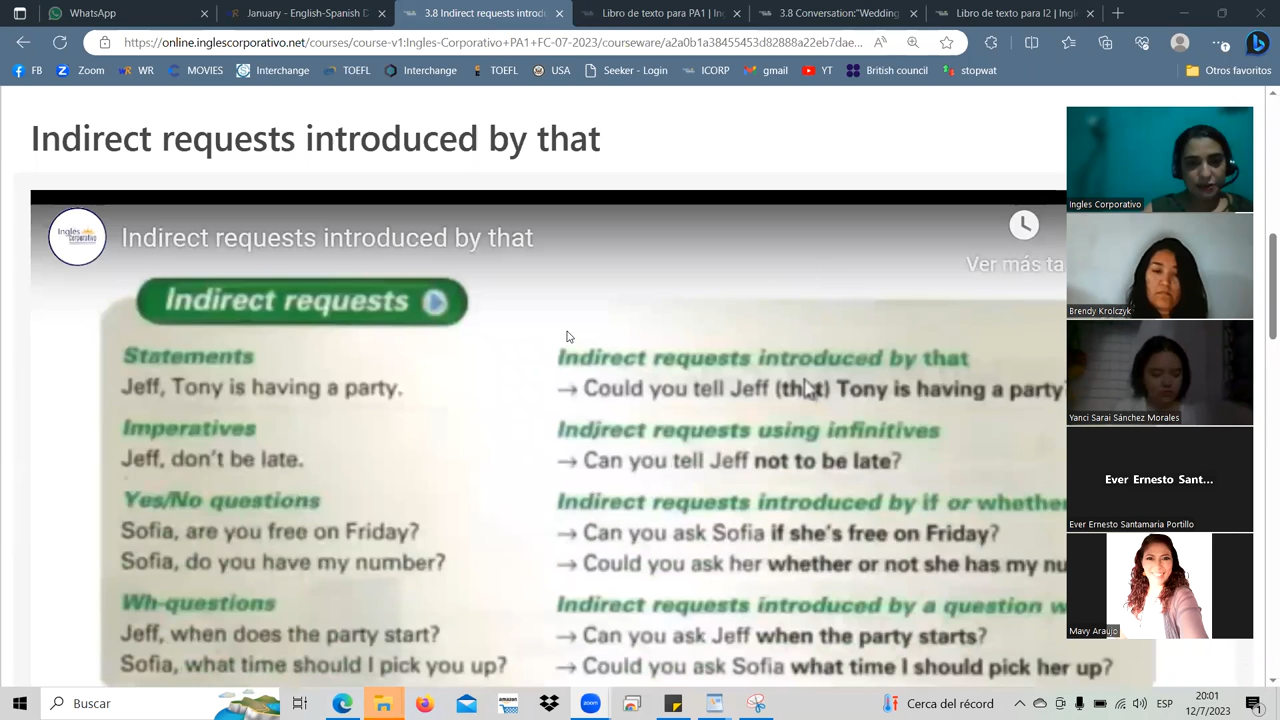 WhatsApp
January - English-Spanish D
3.8 Indirect requests introdu
Libro de texto para PA1 | Ing
3.8 Conversation:"Wedding
Libro de texto para I2 | Ingle
https://online.inglescorporativo.net/courses/course-v1:Ingles-Corporativo+PA1+FC-07-2023/courseware/a2a0b1a38455453d82888a22eb7dae...
FB
Zoom
WR
MOVIES
Interchange
TOEFL
Interchange
TOEFL
USA
Seeker - Login
ICORP
gmail
YT
British council
stopwat
Otros favoritos
Indirect requests introduced by that
Inglés Corporativo
Indirect requests introduced by that
Ver más ta
Indirect requests
Statements
Jeff, Tony is having a party.
Imperatives
Jeff, don't be late.
Yes/No questions
Sofia, are you free on Friday?
Sofia, do you have my number?
Wh-questions
Jeff, when does the party start?
Sofia, what time should I pick you up?
Indirect requests introduced by that
→ Could you tell Jeff (that) Tony is having a party?
Indirect requests using infinitives
→ Can you tell Jeff not to be late?
Indirect requests introduced by if or whether
→ Can you ask Sofia if she's free on Friday?
→ Could you ask her whether or not she has my nu
Indirect requests introduced by a question w
→ Can you ask Jeff when the party starts?
→ Could you ask Sofia what time I should pick her up?
Ingles Corporativo
Brendy Krolczyk
Yanci Sarai Sánchez Morales
Ever Ernesto Sant...
Ever Ernesto Santamaria Portillo
Mavy Araujo
Buscar
amazon
zoom
Cerca del récord
ESP
20:01
12/7/2023